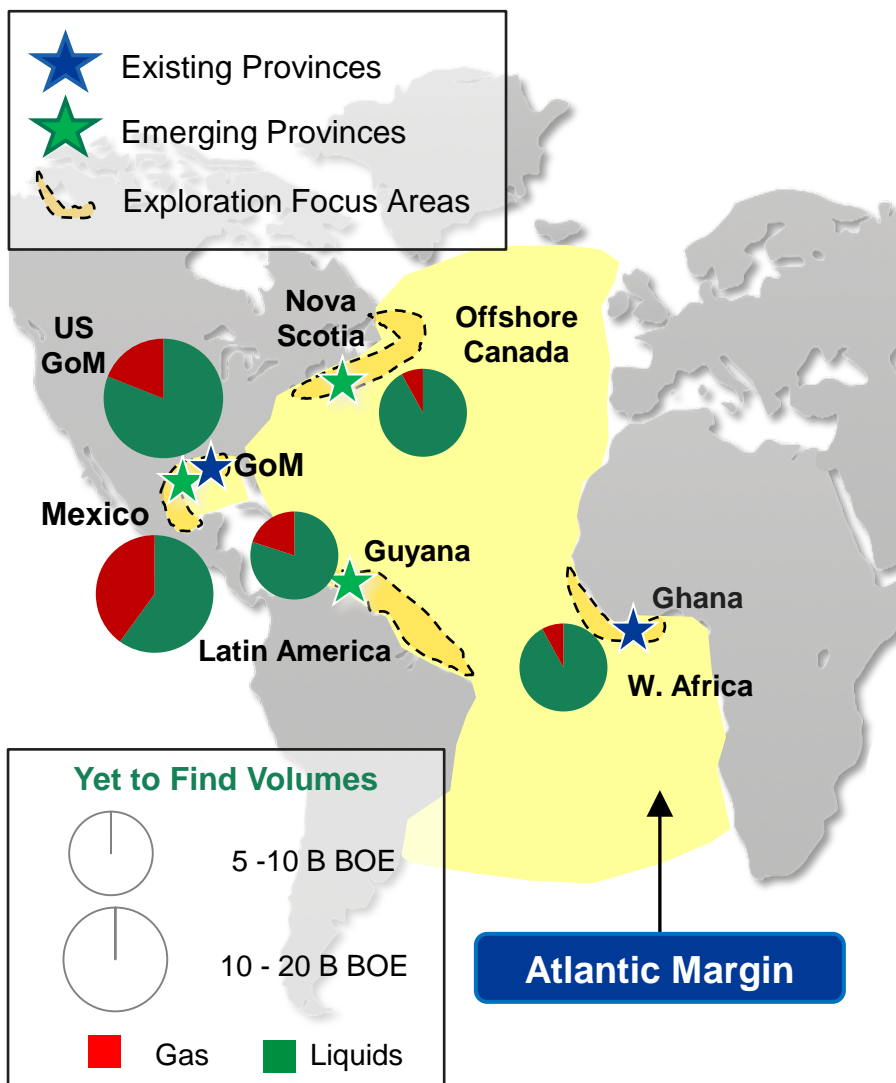 Existing Provinces
Emerging Provinces
Exploration Focus Areas
Nova
Scotia
Offshore
Canada
US
GoM
GoM
Mexico
Guyana
Latin America
Ghana
W. Africa
Yet to Find Volumes
5 -10 B BOE
10 - 20 B BOE
Gas
Liquids
Atlantic Margin